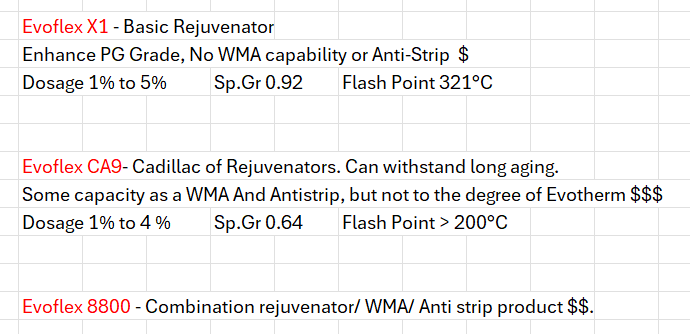 Evoflex X1 - Basic Rejuvenator
Enhance PG Grade, No WMA capability or Anti-Strip $
Dosage 1% to 5% Sp.Gr 0.92 Flash Point 321°C
Evoflex CA9- Cadillac of Rejuvenators. Can withstand long aging.
Some capacity as a WMA And Antistrip, but not to the degree of Evotherm $$$
Dosage 1% to 4 % Sp.Gr 0.64 Flash Point > 200°C
Evoflex 8800 - Combination rejuvenator/ WMA/ Anti strip product $$.